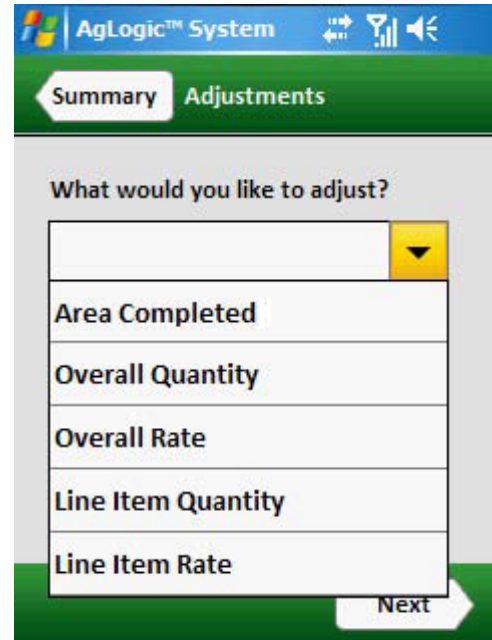 AgLogic™ System
Summary Adjustments
What would you like to adjust?
Area Completed
Overall Quantity
Overall Rate
Line Item Quantity
Line Item Rate
Next